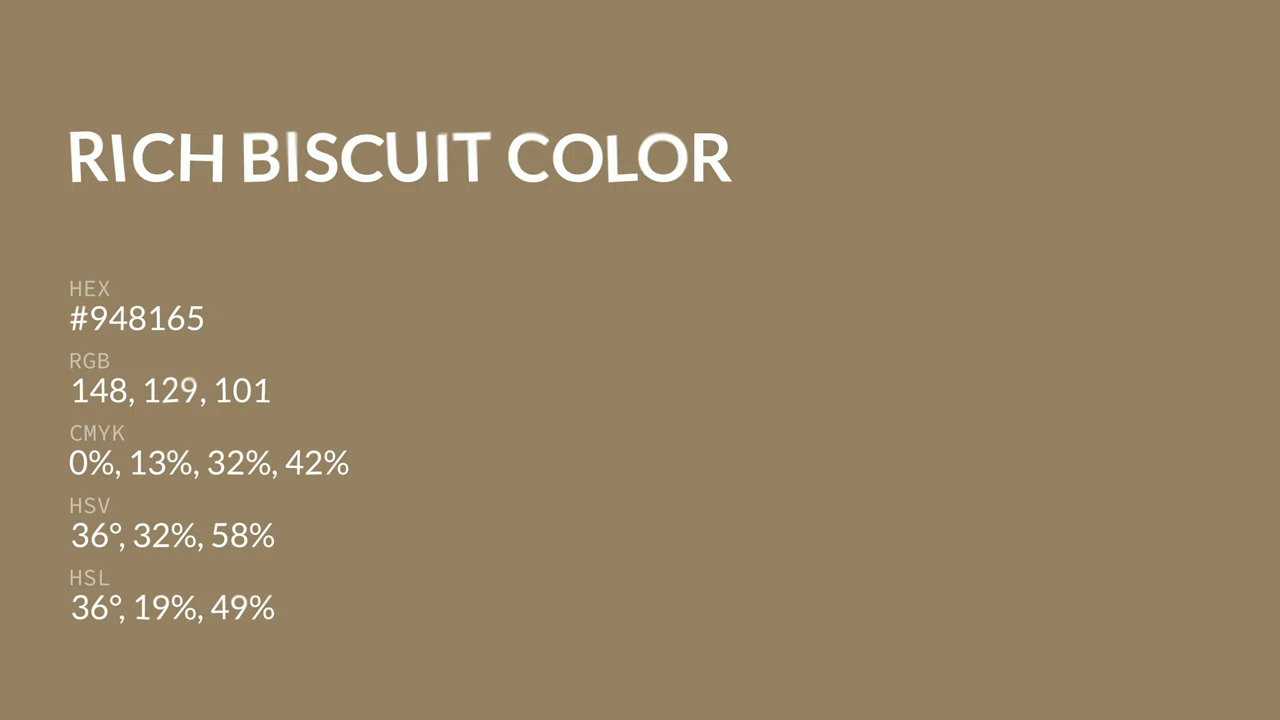 RICH BISCUIT COLOR
HEX
#948165
RGB
148, 129, 101
CMYK
0%, 13%, 32%, 42%
HSV
36°, 32%, 58%
HSL
36°, 19%, 49%